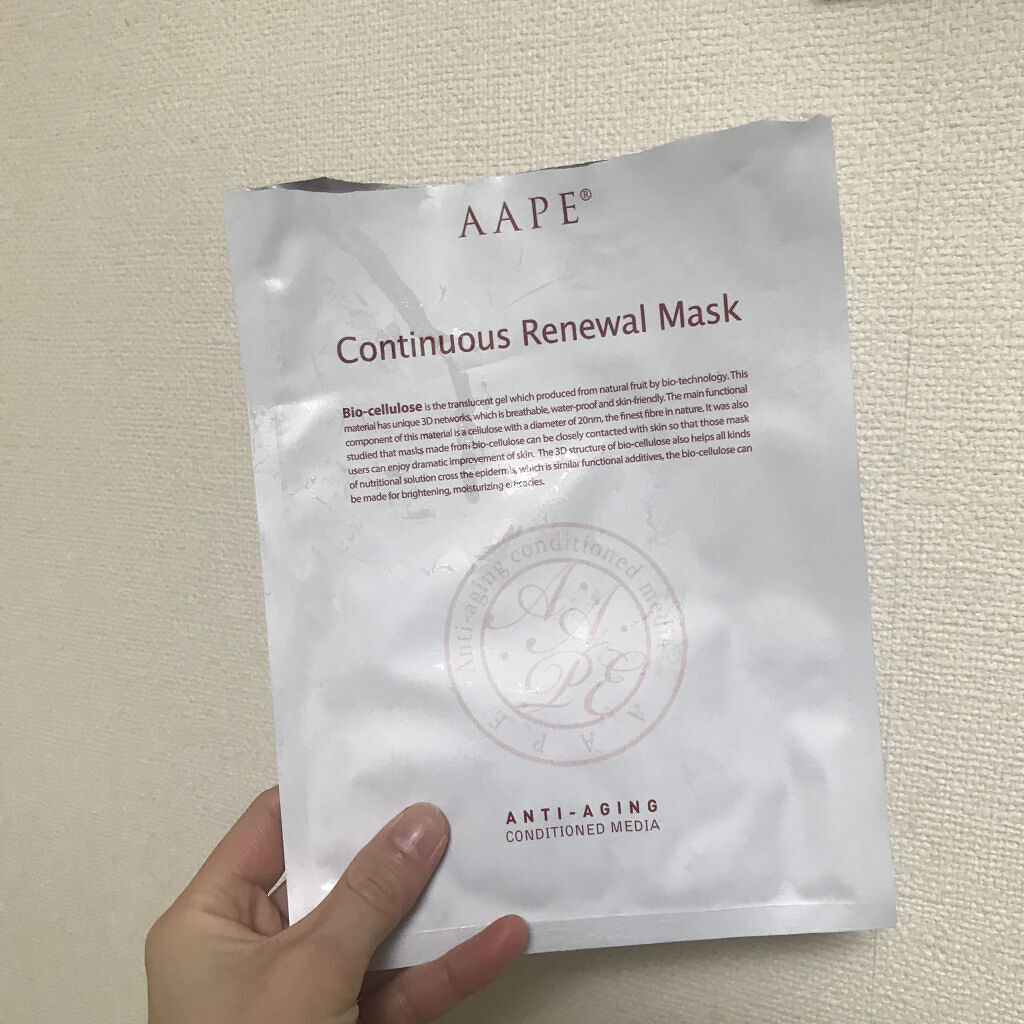 AAPE®
Continuous Renewal Mask
Bio-cellulose is the translucent gel which produced from natural fruit by bio-technology. This
material has unique 3D networks, which is breathable, water-proof and skin-friendly. The main functional
component of this material is a cellulose with a diameter of 20nm, the finest fibre in nature. It was also
studied that masks made from bio-cellulose can be closely contacted with skin so that those mask
users can enjoy dramatic improvement of skin. The 3D structure of bio-cellulose also helps all kinds
of nutritional solution cross the epidermis, which is similar functional additives, the bio-cellulose can
be made for brightening, moisturizing efficacies.
Anti-aging conditioned media
AA
PE
A A P E
ANTI-AGING
CONDITIONED MEDIA